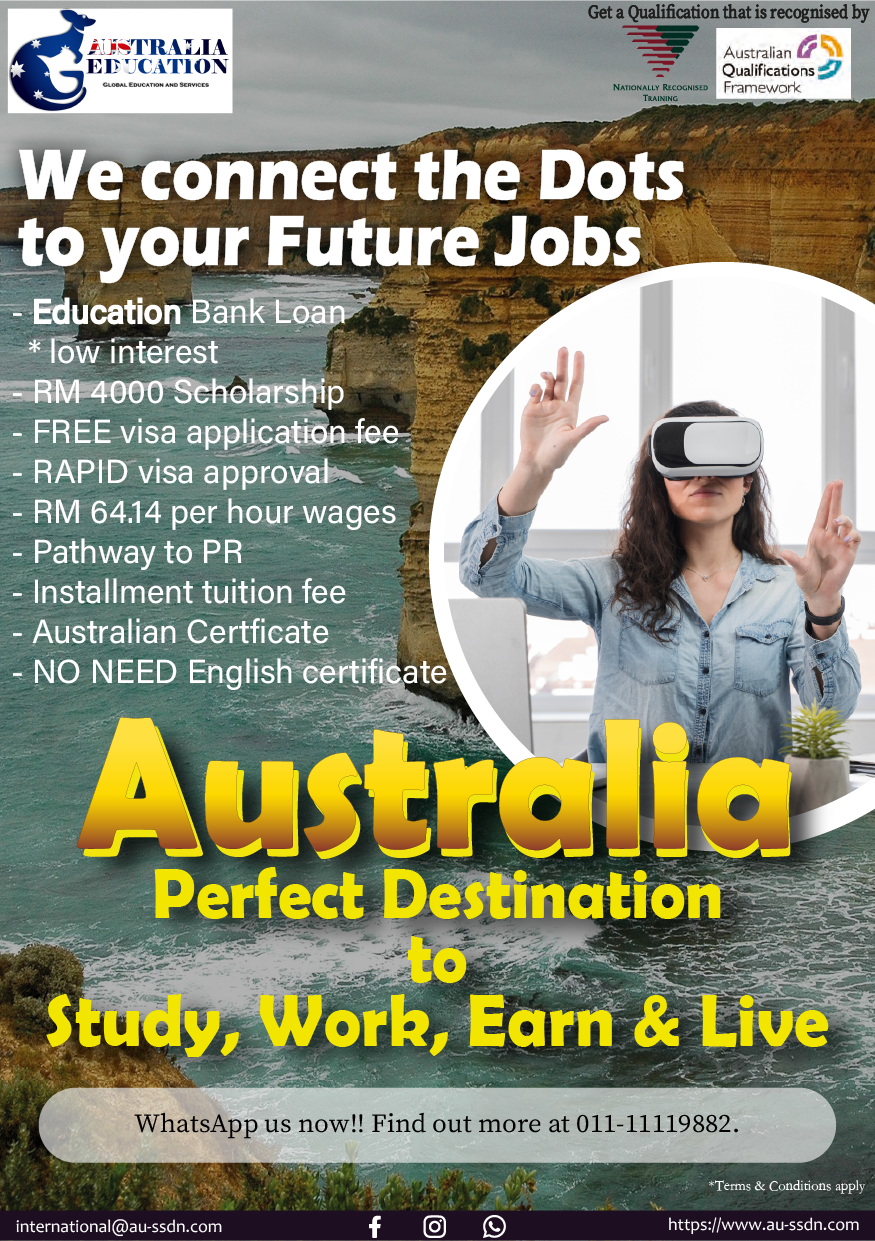 AUSTRALIA
EDUCATION
GLOBAL EDUCATION AND SERVICES
Get a Qualification that is recognised by
NATIONALLY RECOGNISED
TRAINING
Australian
Qualifications
Framework
We connect the Dots
to your Future Jobs
- Education Bank Loan
* low interest
- RM 4000 Scholarship
- FREE visa application fee
- RAPID visa approval
- RM 64.14 per hour wages
- Pathway to PR
- Installment tuition fee
- Australian Certficate
- NO NEED English certificate
Australia
Perfect Destination
to
Study, Work, Earn & Live
WhatsApp us now!! Find out more at 011-11119882.
*Terms & Conditions apply
international@au-ssdn.com
https://www.au-ssdn.com